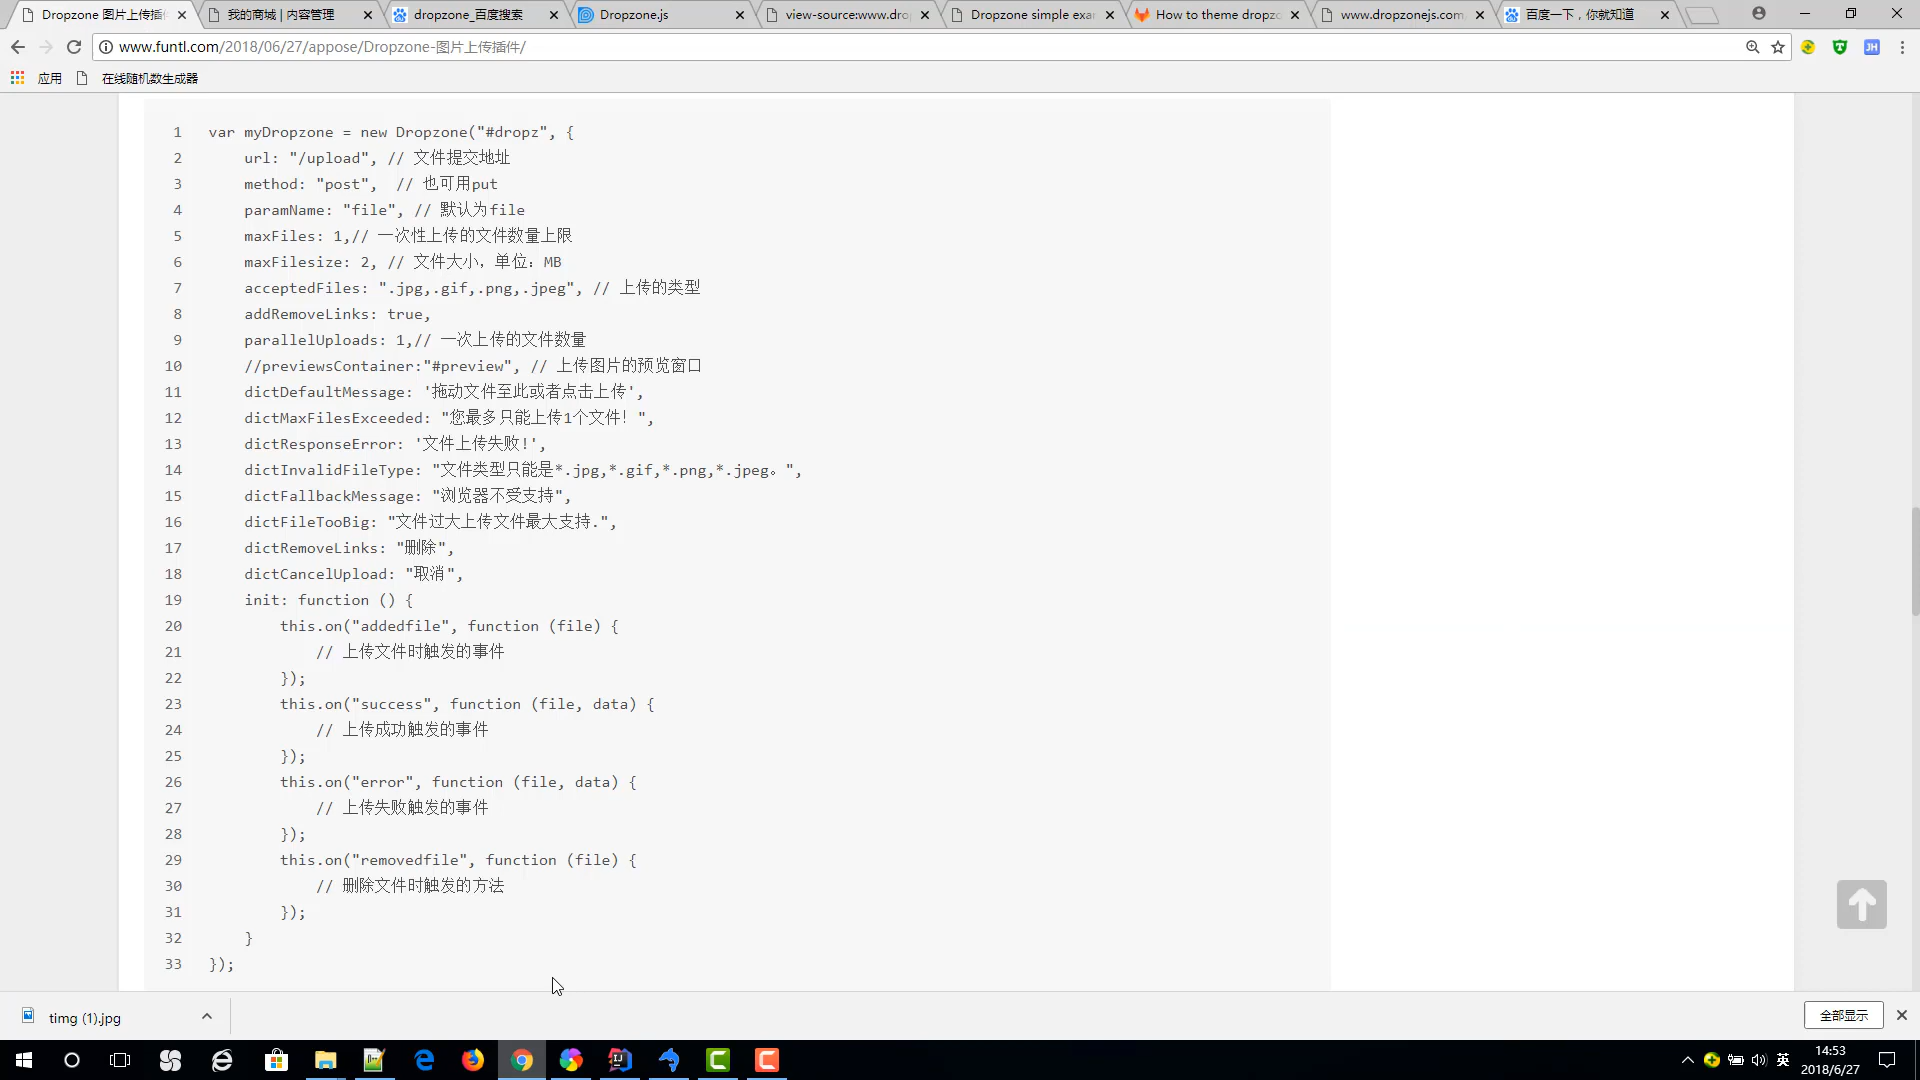 Dropzone 图片上传插件
我的商城 | 内容管理
dropzone_百度搜索
Dropzone.js
view-source:www.dro
Dropzone simple exa
How to theme dropzo
www.dropzonejs.com
百度一下，你就知道
www.funtl.com/2018/06/27/appose/Dropzone-图片上传插件/
应用
在线随机数生成器
1 var myDropzone = new Dropzone("#dropz", {
2 url: "/upload", // 文件提交地址
3 method: "post",  // 也可用put
4 paramName: "file", // 默认为file
5 maxFiles: 1,// 一次性上传的文件数量上限
6 maxFilesize: 2, // 文件大小，单位：MB
7 acceptedFiles: ".jpg,.gif,.png,.jpeg", // 上传的类型
8 addRemoveLinks: true,
9 parallelUploads: 1,// 一次上传的文件数量
10 //previewsContainer:"#preview", // 上传图片的预览窗口
11 dictDefaultMessage: '拖动文件至此或者点击上传',
12 dictMaxFilesExceeded: "您最多只能上传1个文件！",
13 dictResponseError: '文件上传失败!',
14 dictInvalidFileType: "文件类型只能是*.jpg,*.gif,*.png,*.jpeg。",
15 dictFallbackMessage: "浏览器不受支持",
16 dictFileTooBig: "文件过大上传文件最大支持.",
17 dictRemoveLinks: "删除",
18 dictCancelUpload: "取消",
19 init: function () {
20 this.on("addedfile", function (file) {
21 // 上传文件时触发的事件
22 });
23 this.on("success", function (file, data) {
24 // 上传成功触发的事件
25 });
26 this.on("error", function (file, data) {
27 // 上传失败触发的事件
28 });
29 this.on("removedfile", function (file) {
30 // 删除文件时触发的方法
31 });
32 }
33 });
timg (1).jpg
全部显示
英
14:53
2018/6/27